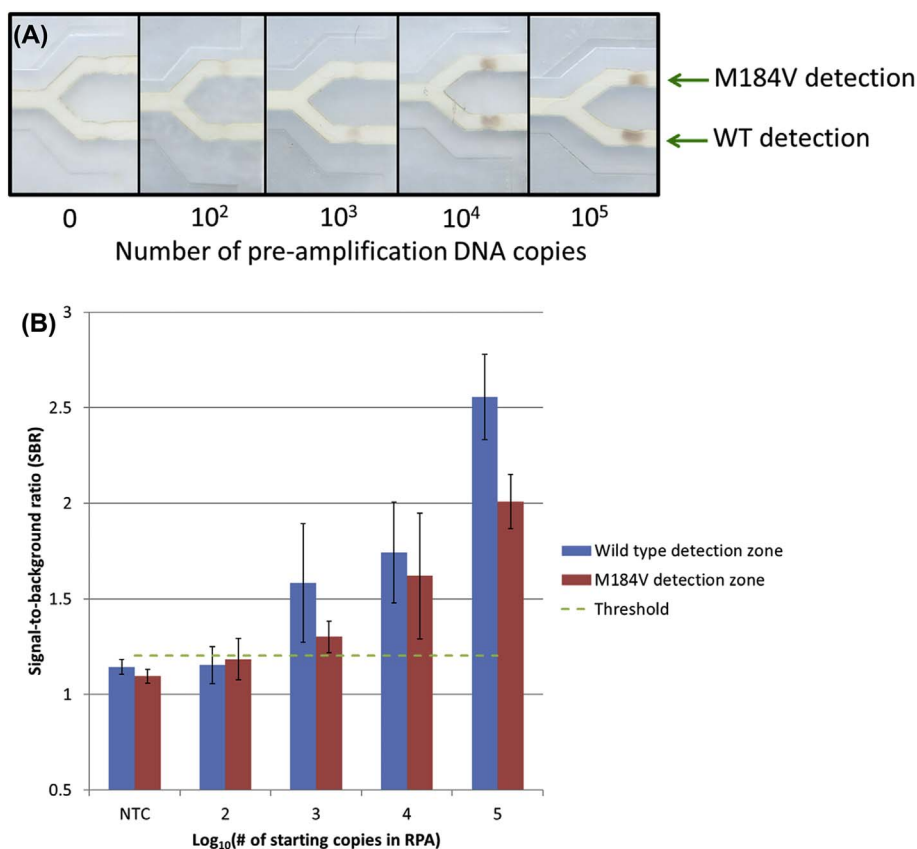 (A)
M184V detection
WT detection
0 10² 10³ 10⁴ 10⁵
Number of pre-amplification DNA copies
(B)
3
2.5
2
1.5
1
0.5
Signal-to-background ratio (SBR)
NTC 2 3 4 5
Log₁₀(# of starting copies in RPA)
Wild type detection zone
M184V detection zone
Threshold